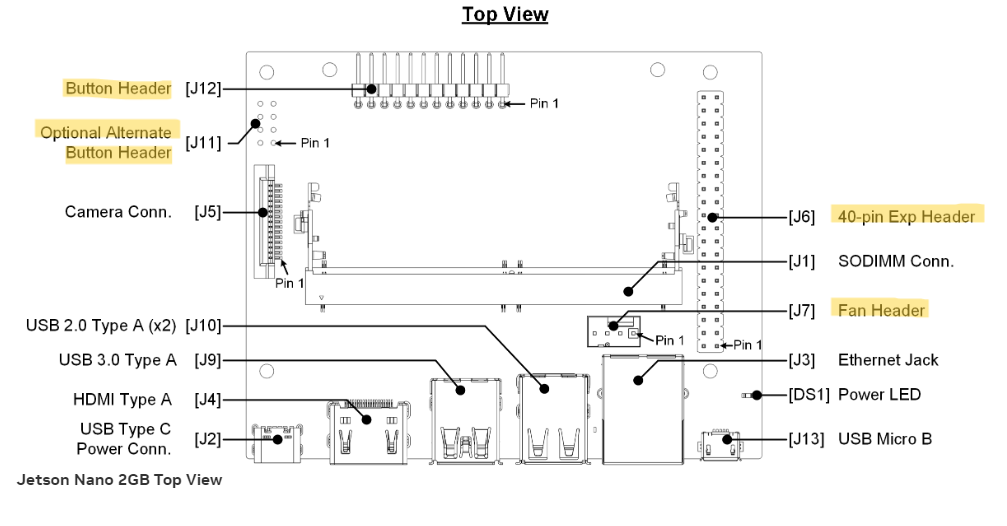 Top View
Button Header [J12]
Pin 1
Optional Alternate
Button Header [J11]
Pin 1
Camera Conn. [J5]
Pin 1
USB 2.0 Type A (x2) [J10]
USB 3.0 Type A [J9]
HDMI Type A [J4]
USB Type C
Power Conn. [J2]
[J6] 40-pin Exp Header
[J1] SODIMM Conn.
[J7] Fan Header
Pin 1
Pin 1
[J3] Ethernet Jack
[DS1] Power LED
[J13] USB Micro B
Jetson Nano 2GB Top View